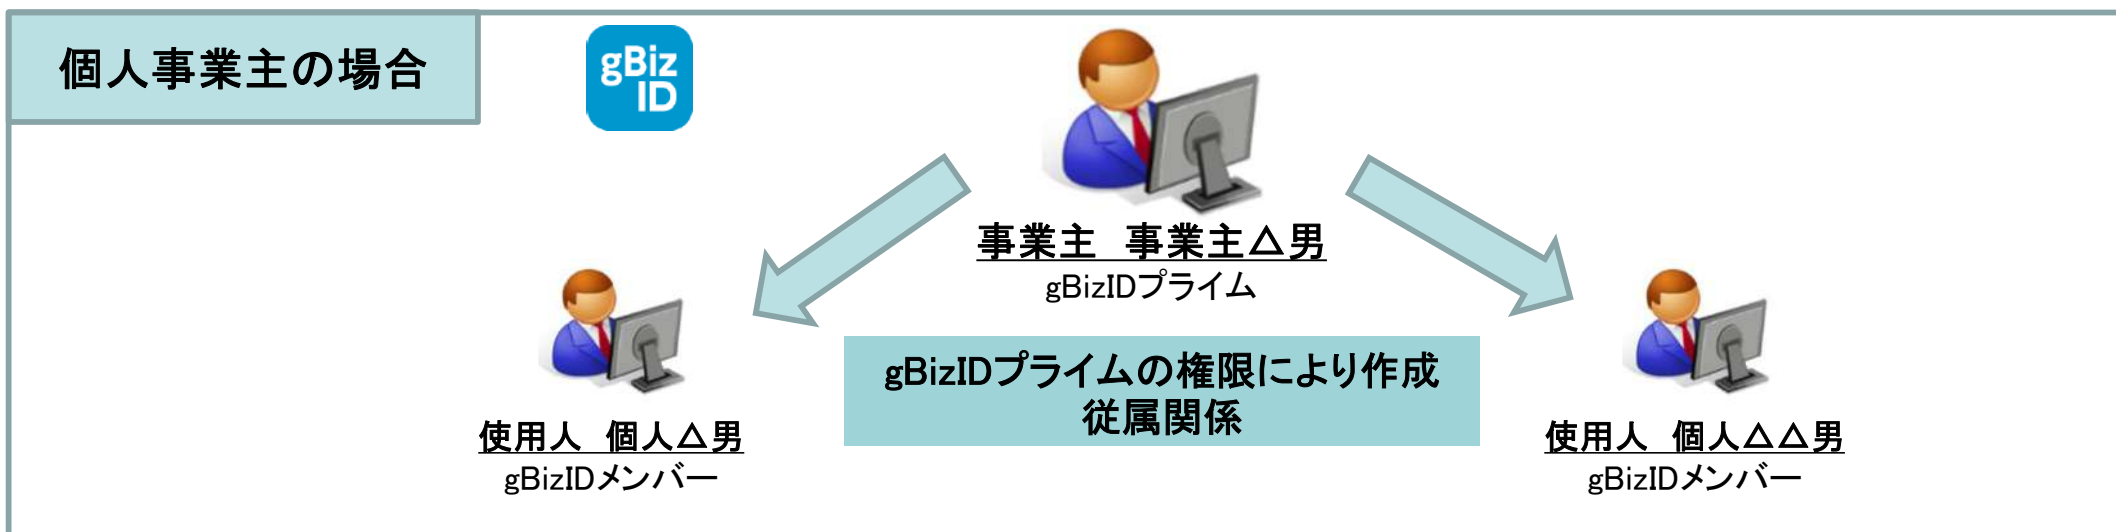 個人事業主の場合
gBiz
ID
事業主　事業主△男
gBizIDプライム
gBizIDプライムの権限により作成
従属関係
使用人　個人△男
gBizIDメンバー
使用人　個人△△男
gBizIDメンバー